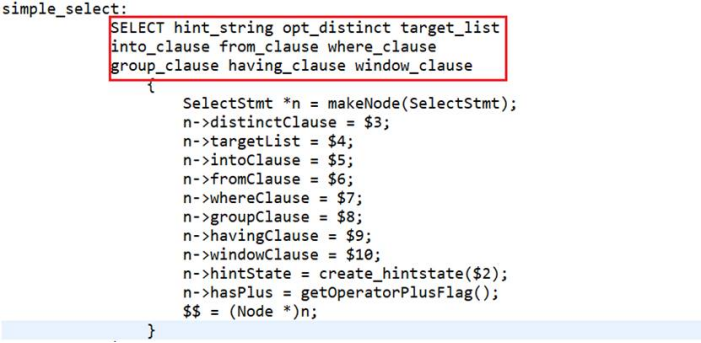 simple_select:
SELECT hint_string opt_distinct target_list
into_clause from_clause where_clause
group_clause having_clause window_clause
{
SelectStmt *n = makeNode(SelectStmt);
n->distinctClause = $3;
n->targetList = $4;
n->intoClause = $5;
n->fromClause = $6;
n->whereClause = $7;
n->groupClause = $8;
n->havingClause = $9;
n->windowClause = $10;
n->hintState = create_hintstate($2);
n->hasPlus = getOperatorPlusFlag();
$$ = (Node *)n;
}